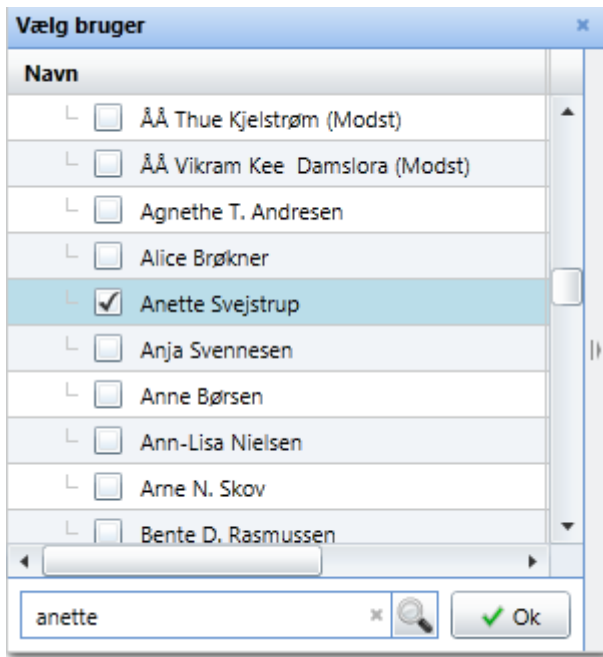 Vælg bruger
Navn
ÅÅ Thue Kjelstrøm (Modst)
ÅÅ Vikram Kee  Damslora (Modst)
Agnethe T. Andresen
Alice Brøkner
Anette Svejstrup
Anja Svennesen
Anne Børsen
Ann-Lisa Nielsen
Arne N. Skov
Bente D. Rasmussen
anette
Ok